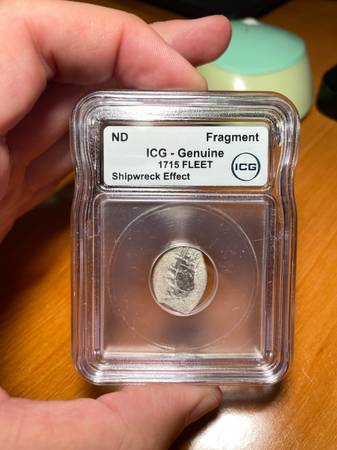 ND Fragment
ICG - Genuine
1715 FLEET
Shipwreck Effect
ICG